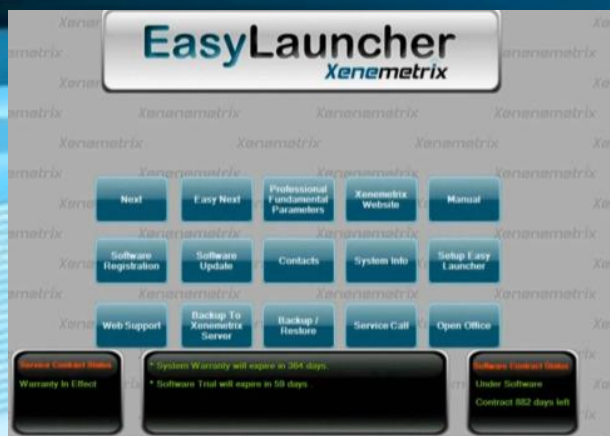 EasyLauncher
Xenemetrix
Next
Easy Next
Professional
Fundamental
Parameters
Xenemetrix
Website
Manual
Software
Registration
Software
Update
Contacts
System Info
Setup Easy
Launcher
Web Support
Backup To
Xenemetrix
Server
Backup /
Restore
Service Call
Open Office
Service Contract Status
Warranty In Effect
* System Warranty will expire in 364 days.
* Software Trial will expire in 59 days .
Software Contract Status
Under Software
Contract 882 days left